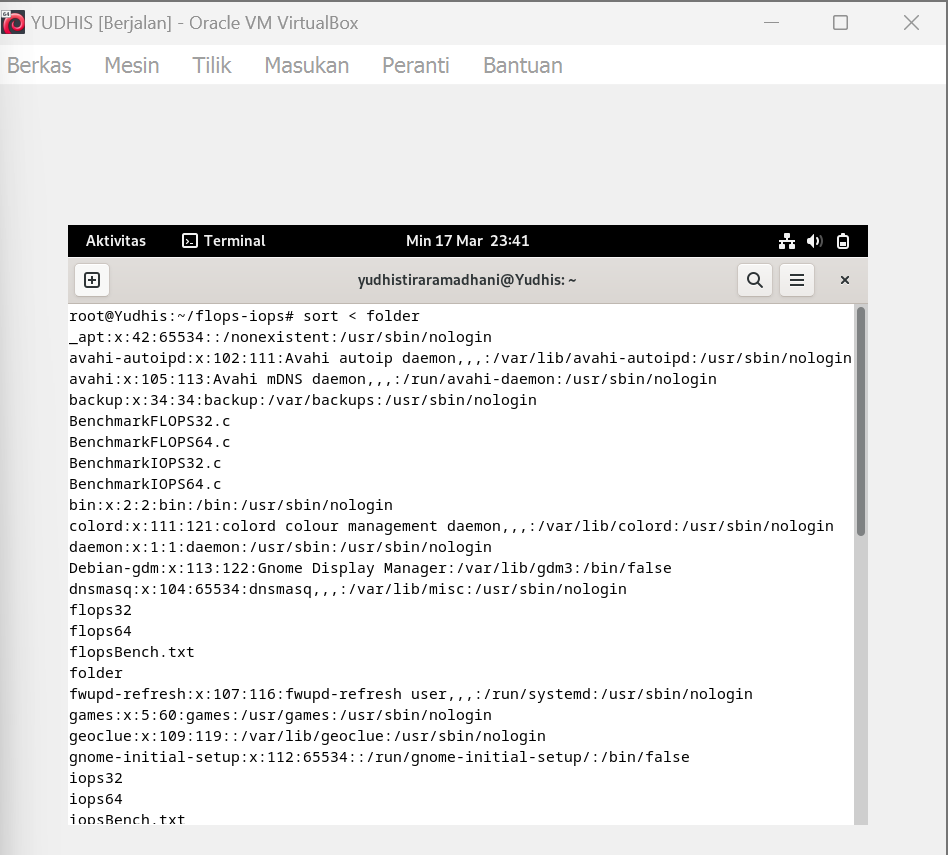 64
YUDHIS [Berjalan] - Oracle VM VirtualBox
Berkas Mesin Tilik Masukan Peranti Bantuan
Aktivitas Terminal Min 17 Mar 23:41
yudhistiraramadhani@Yudhis: ~
root@Yudhis:~/flops-iops# sort < folder
_apt:x:42:65534::/nonexistent:/usr/sbin/nologin
avahi-autoipd:x:102:111:Avahi autoip daemon,,,:/var/lib/avahi-autoipd:/usr/sbin/nologin
avahi:x:105:113:Avahi mDNS daemon,,,:/run/avahi-daemon:/usr/sbin/nologin
backup:x:34:34:backup:/var/backups:/usr/sbin/nologin
BenchmarkFLOPS32.c
BenchmarkFLOPS64.c
BenchmarkIOPS32.c
BenchmarkIOPS64.c
bin:x:2:2:bin:/bin:/usr/sbin/nologin
colord:x:111:121:colord colour management daemon,,,:/var/lib/colord:/usr/sbin/nologin
daemon:x:1:1:daemon:/usr/sbin:/usr/sbin/nologin
Debian-gdm:x:113:122:Gnome Display Manager:/var/lib/gdm3:/bin/false
dnsmasq:x:104:65534:dnsmasq,,,:/var/lib/misc:/usr/sbin/nologin
flops32
flops64
flopsBench.txt
folder
fwupd-refresh:x:107:116:fwupd-refresh user,,,:/run/systemd:/usr/sbin/nologin
games:x:5:60:games:/usr/games:/usr/sbin/nologin
geoclue:x:109:119::/var/lib/geoclue:/usr/sbin/nologin
gnome-initial-setup:x:112:65534::/run/gnome-initial-setup/:/bin/false
iops32
iops64
iopsBench.txt